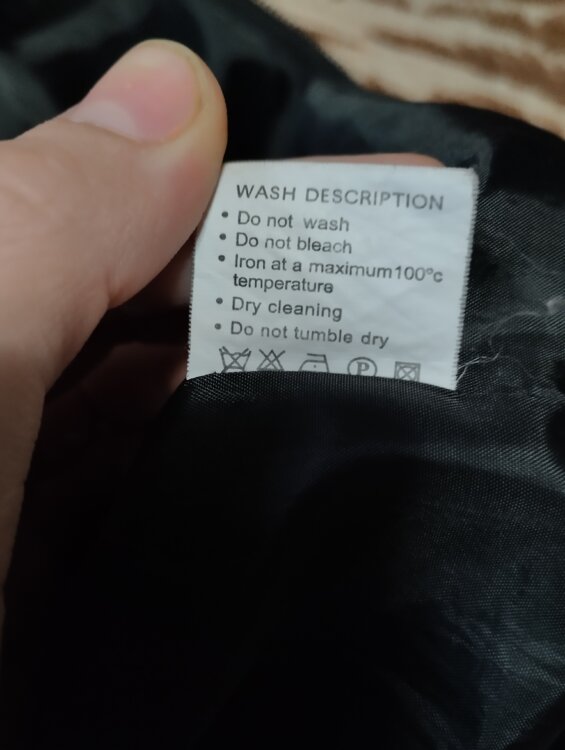 WASH DESCRIPTION
• Do not wash
• Do not bleach
• Iron at a maximum100°c
temperature
• Dry cleaning
• Do not tumble dry
P